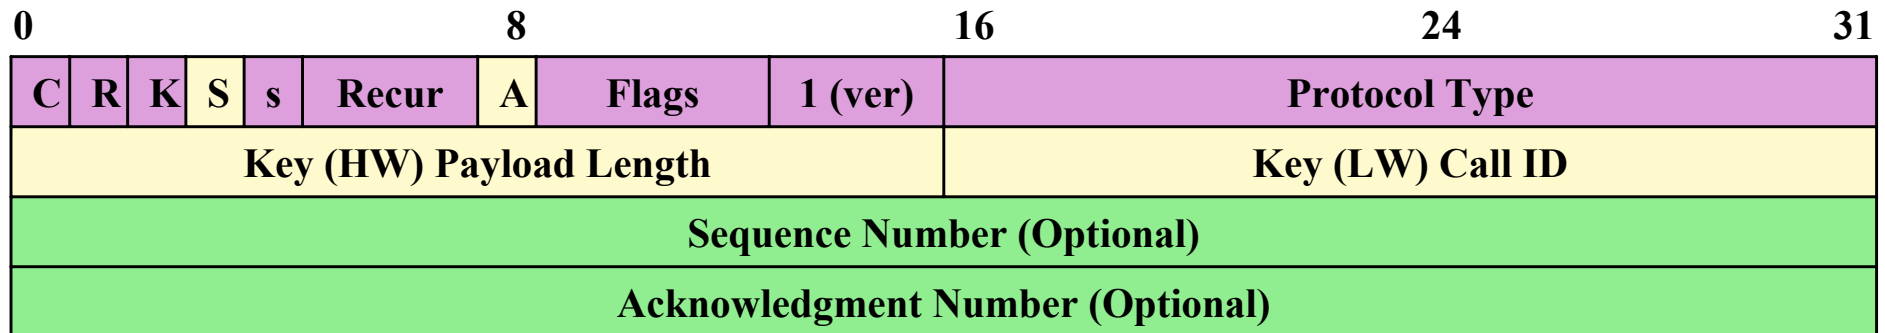 0 8 16 24 31
C R K S s Recur A Flags 1 (ver) Protocol Type
Key (HW) Payload Length Key (LW) Call ID
Sequence Number (Optional)
Acknowledgment Number (Optional)